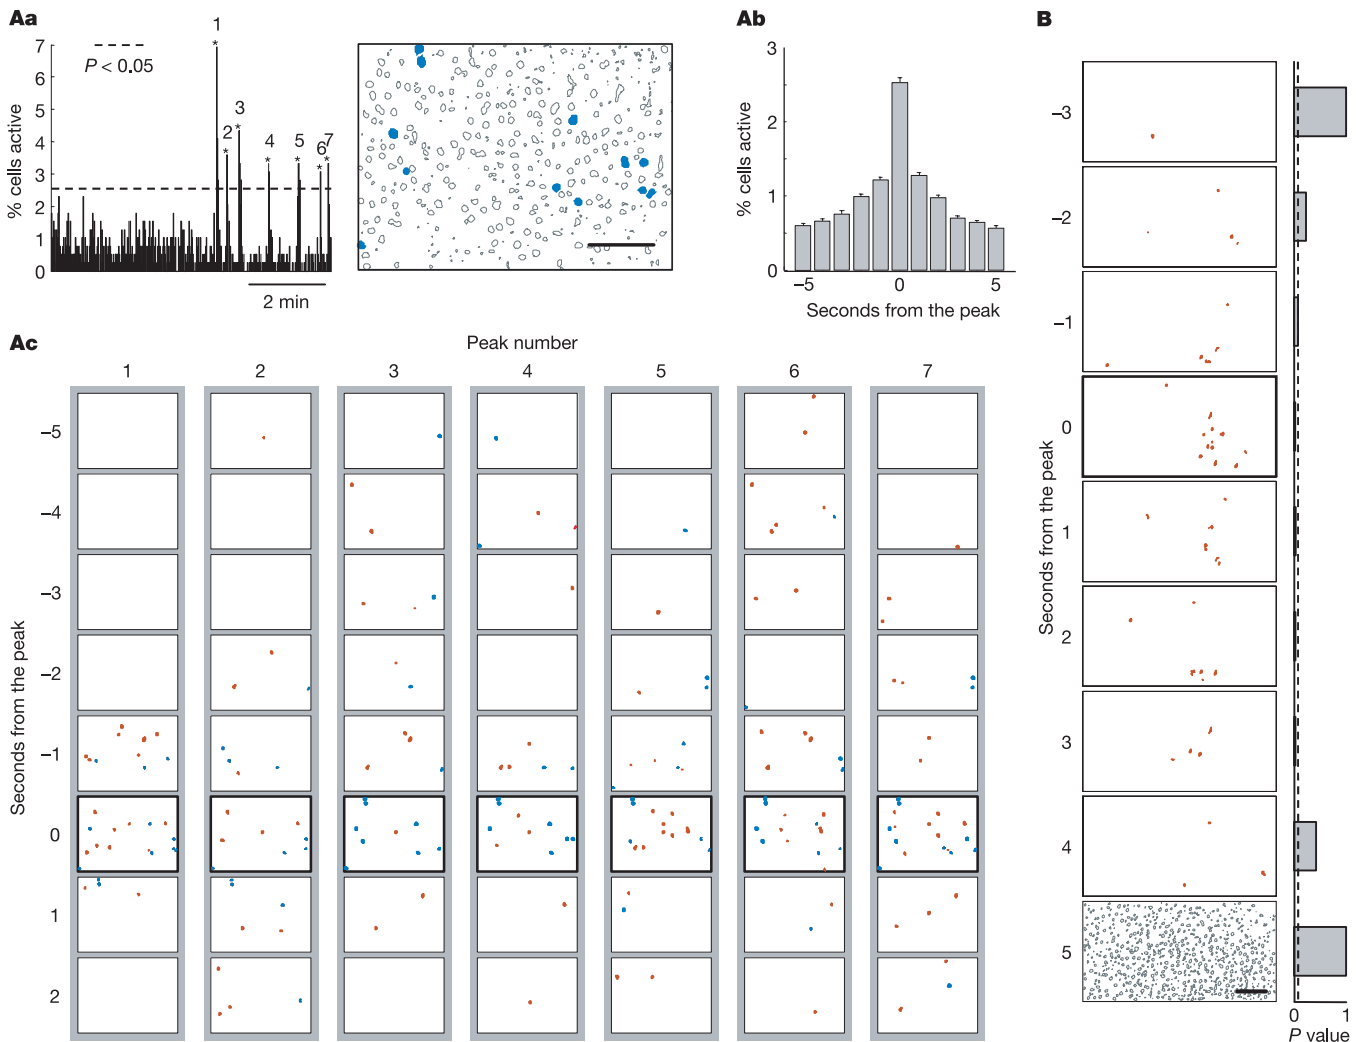 Aa
% cells active
7
6
5
4
3
2
1
0
P < 0.05
1
*
2
*
3
*
4
*
5
*
6
*
7
*
2 min
Ab
% cells active
3
2
1
0
−5 0 5
Seconds from the peak
Ac
Peak number
1 2 3 4 5 6 7
Seconds from the peak
−5
−4
−3
−2
−1
0
1
2
B
Seconds from the peak
−3
−2
−1
0
1
2
3
4
5
0 1
P value